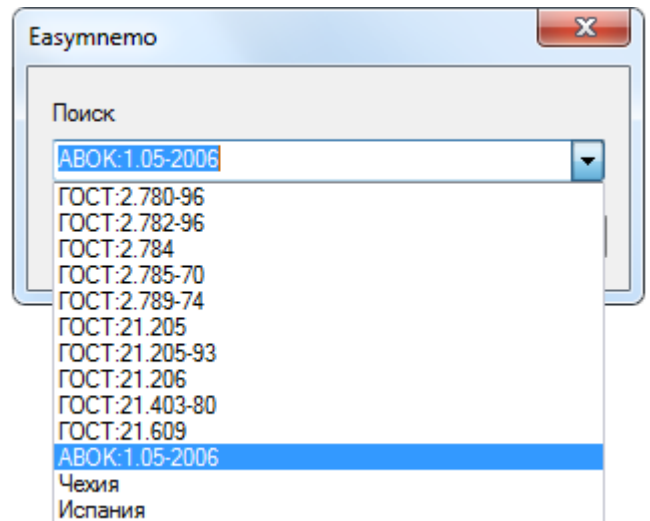 Easymnemo
Поиск
АВОК:1.05-2006
ГОСТ:2.780-96
ГОСТ:2.782-96
ГОСТ:2.784
ГОСТ:2.785-70
ГОСТ:2.789-74
ГОСТ:21.205
ГОСТ:21.205-93
ГОСТ:21.206
ГОСТ:21.403-80
ГОСТ:21.609
АВОК:1.05-2006
Чехия
Испания